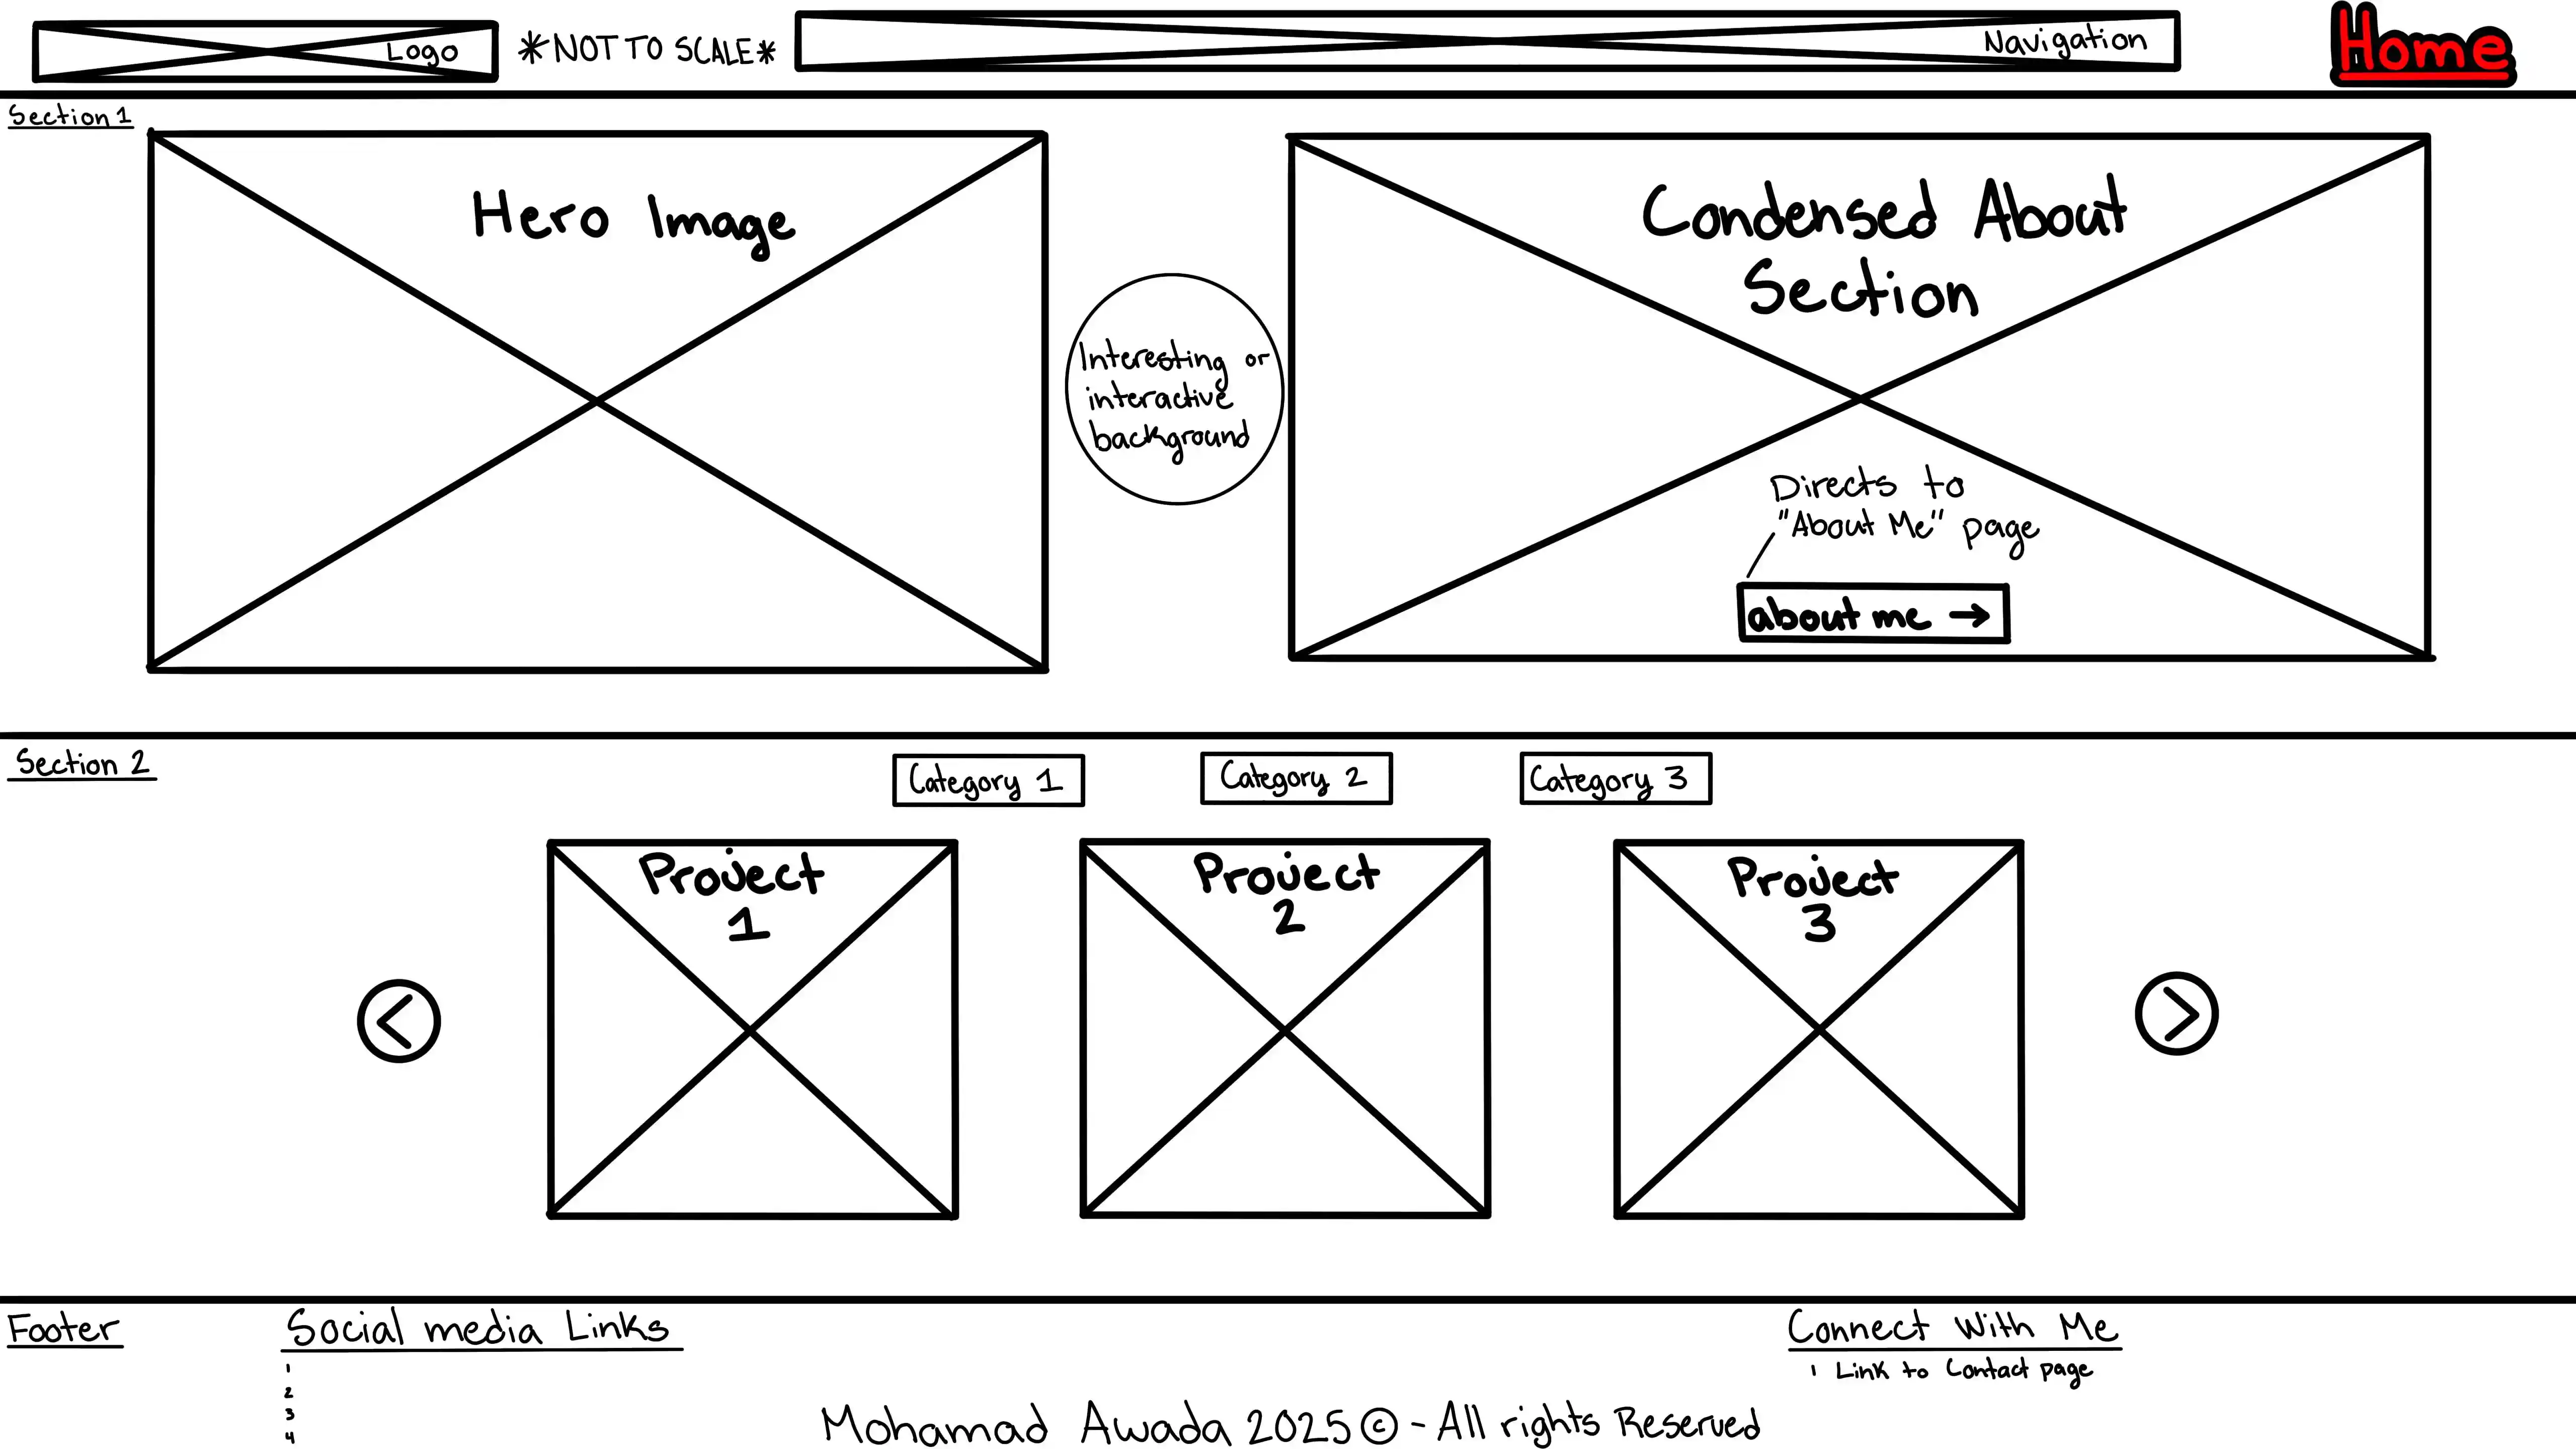 Logo
*NOT TO SCALE*
Navigation
Home
Section 1
Hero Image
Interesting or
interactive
background
Condensed About
Section
Directs to
"About Me" page
about me →
Section 2
Category 1
Category 2
Category 3
Project
1
Project
2
Project
3
Footer
Social media Links
1
2
3
4
Connect With Me
1 Link to Contact page
Mohamad Awada 2025 © - All rights Reserved